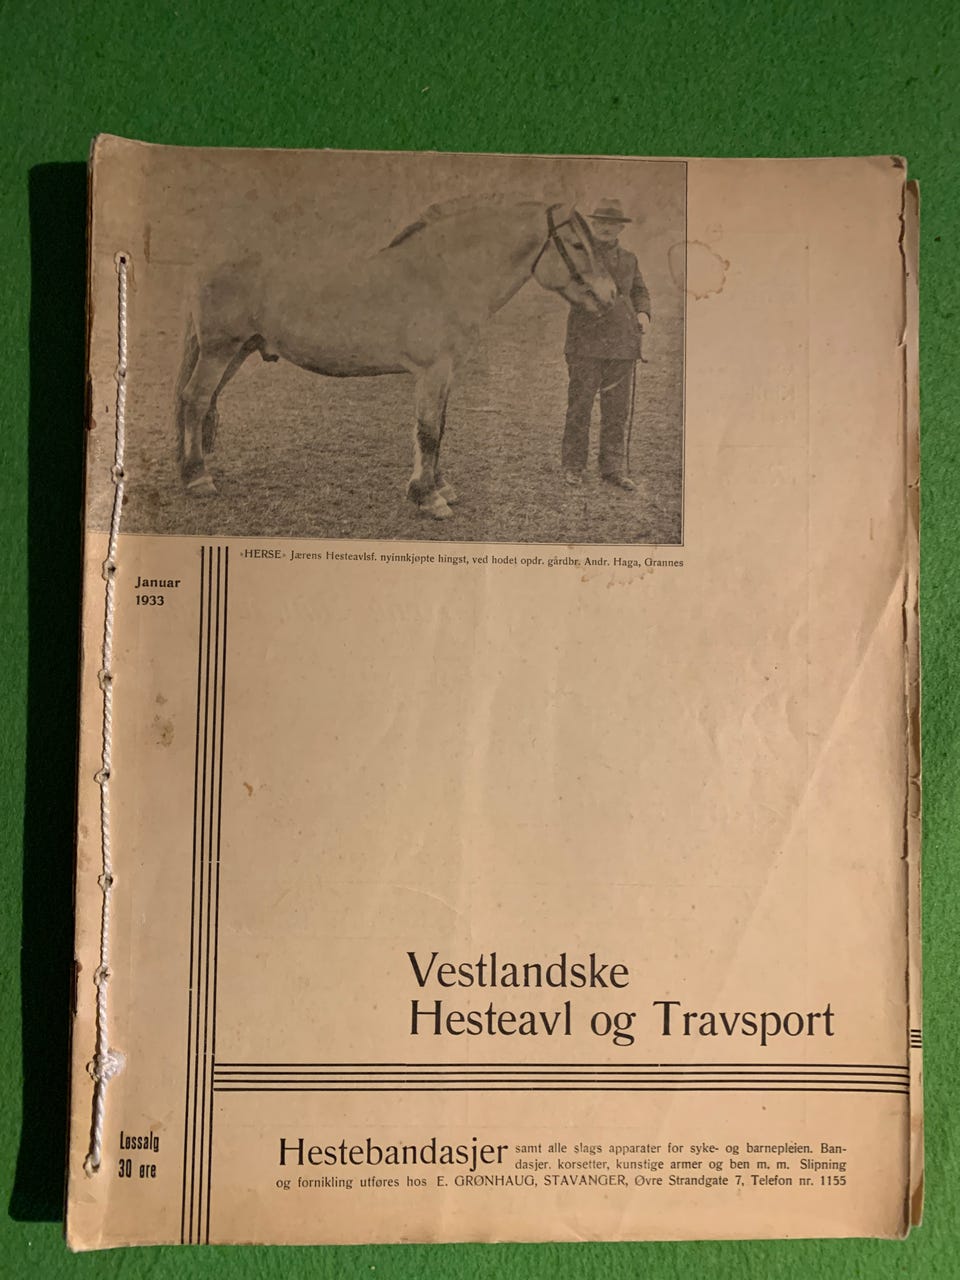 »HERSE» Jærens Hesteavlsf. nyinnkjøpte hingst, ved hodet opdr. gårdbr. Andr. Haga, Grannes
Januar
1933
Vestlandske
Hesteavl og Travsport
Løssalg
30 øre
Hestebandasjer samt alle slags apparater for syke- og barnepleien. Ban-
dasjer. korsetter, kunstige armer og ben m. m. Slipning
og fornikling utføres hos E. GRØNHAUG, STAVANGER, Øvre Strandgate 7, Telefon nr. 1155